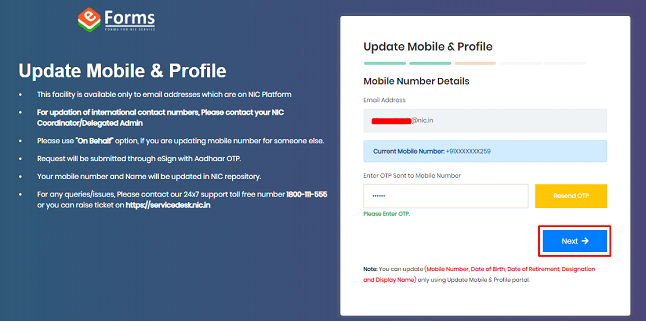 eForms
FORMS FOR NIC SERVICE
Update Mobile & Profile
This facility is available only to email addresses which are on NIC Platform
For updation of international contact numbers, Please contact your NIC
Coordinator/Delegated Admin
Please use "On Behalf" option, if you are updating mobile number for someone else.
Request will be submitted through eSign with Aadhaar OTP.
Your mobile number and Name will be updated in NIC repository.
For any queries/issues, Please contact our 24x7 support toll free number 1800-111-555
or you can raise ticket on https://servicedesk.nic.in
Update Mobile & Profile
Mobile Number Details
Email Address
@nic.in
Current Mobile Number: +91XXXXXXX259
Enter OTP Sent to Mobile Number
••••••
Resend OTP
Please Enter OTP.
Next →
Note: You can update (Mobile Number, Date of Birth, Date of Retirement, Designation
and Display Name) only using Update Mobile & Profile portal.